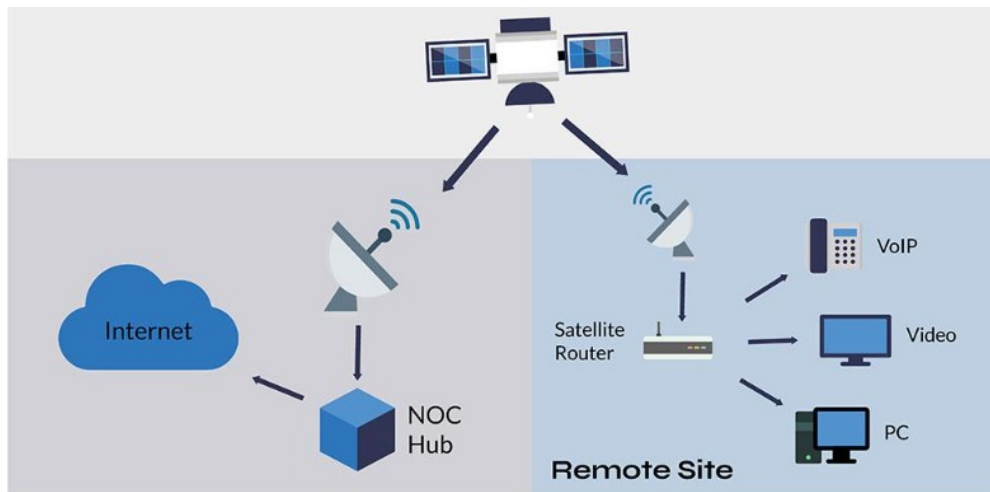 Internet
NOC
Hub
Satellite
Router
VoIP
Video
PC
Remote Site